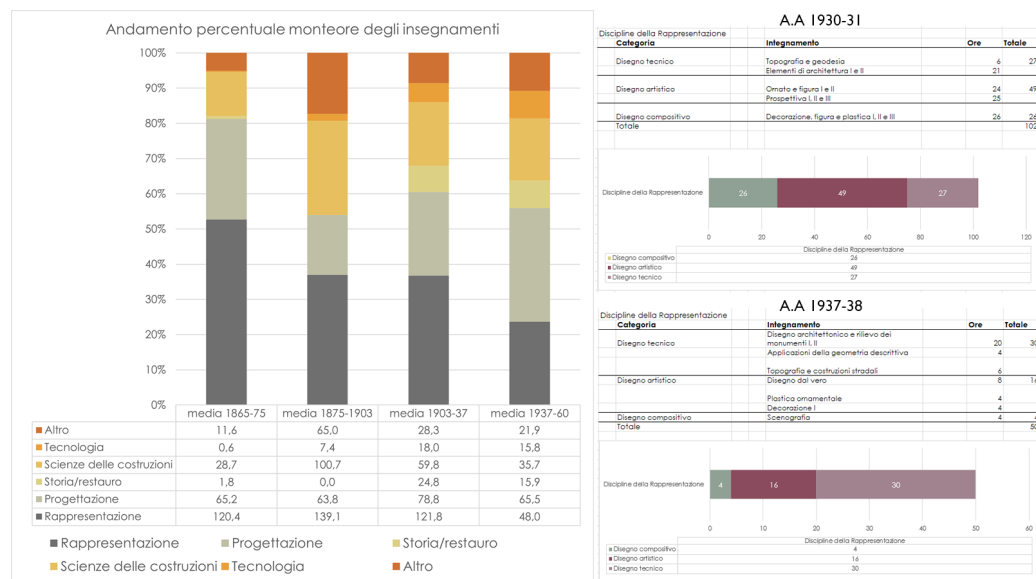 Andamento percentuale monteore degli insegnamenti
100%
90%
80%
70%
60%
50%
40%
30%
20%
10%
0%
media 1865-75 media 1875-1903 media 1903-37 media 1937-60
Altro 11,6 65,0 28,3 21,9
Tecnologia 0,6 7,4 18,0 15,8
Scienze delle costruzioni 28,7 100,7 59,8 35,7
Storia/restauro 1,8 0,0 24,8 15,9
Progettazione 65,2 63,8 78,8 65,5
Rappresentazione 120,4 139,1 121,8 48,0
Rappresentazione Progettazione Storia/restauro
Scienze delle costruzioni Tecnologia Altro
A.A 1930-31
Discipline della Rappresentazione
Categoria Integnamento Ore Totale
Disegno tecnico Topografia e geodesia 6 27
Elementi di architettura I e II 21
Disegno artistico Ornato e figura I e II 24 49
Prospettiva I, II e III 25
Disegno compositivo Decorazione, figura e plastica I, II e III 26 26
Totale 102
Discipline della Rappresentazione 26 49 27
0 20 40 60 80 100 120
Discipline della Rappresentazione
Disegno compositivo 26
Disegno artistico 49
Disegno tecnico 27
A.A 1937-38
Discipline della Rappresentazione
Categoria Integnamento Ore Totale
Disegno architettonico e rilievo dei
Disegno tecnico monumenti I, II 20 30
Applicazioni della geometria descrittiva 4
Topografia e costruzioni stradali 6
Disegno artistico Disegno dal vero 8 16
Plastica ornamentale 4
Decorazione I 4
Disegno compositivo Scenografia 4
Totale 50
Discipline della Rappresentazione 4 16 30
0 10 20 30 40 50 60
Discipline della Rappresentazione
Disegno compositivo 4
Disegno artistico 16
Disegno tecnico 30